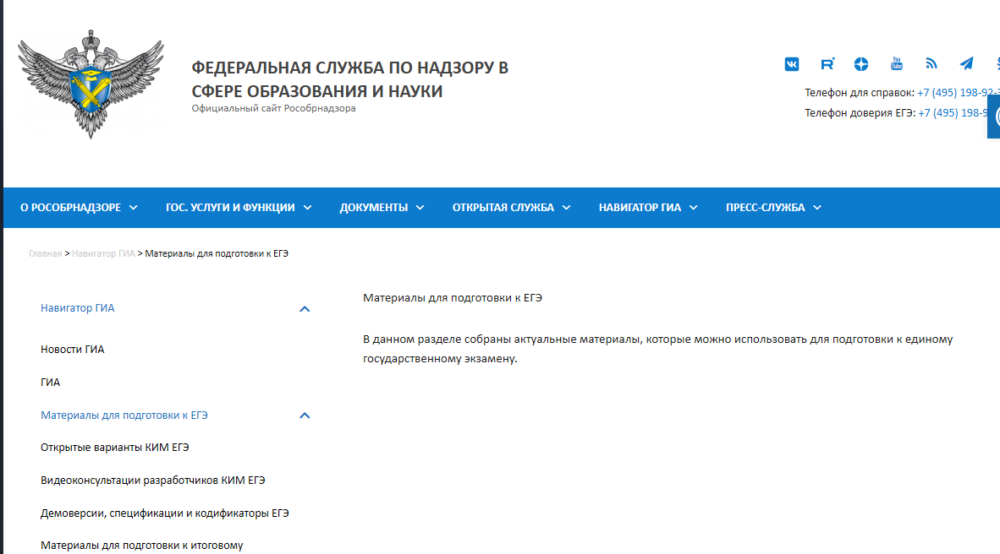 ФЕДЕРАЛЬНАЯ СЛУЖБА ПО НАДЗОРУ В
СФЕРЕ ОБРАЗОВАНИЯ И НАУКИ
Официальный сайт Рособрнадзора
You
Tube
Телефон для справок: +7 (495) 198-92-
Телефон доверия ЕГЭ: +7 (495) 198-9
О РОСОБРНАДЗОРЕ ГОС. УСЛУГИ И ФУНКЦИИ ДОКУМЕНТЫ ОТКРЫТАЯ СЛУЖБА НАВИГАТОР ГИА ПРЕСС-СЛУЖБА
Главная > Навигатор ГИА > Материалы для подготовки к ЕГЭ
Навигатор ГИА
Новости ГИА
ГИА
Материалы для подготовки к ЕГЭ
Открытые варианты КИМ ЕГЭ
Видеоконсультации разработчиков КИМ ЕГЭ
Демоверсии, спецификации и кодификаторы ЕГЭ
Материалы для подготовки к итоговому
Материалы для подготовки к ЕГЭ
В данном разделе собраны актуальные материалы, которые можно использовать для подготовки к единому
государственному экзамену.